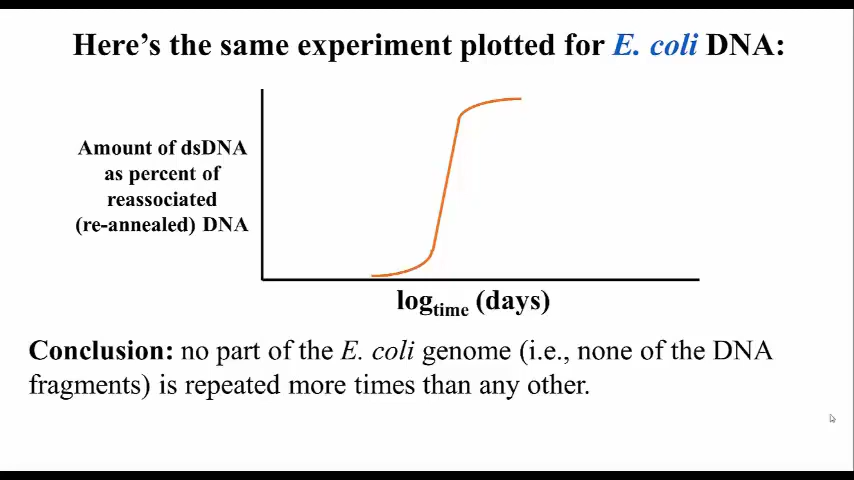 Here's the same experiment plotted for E. coli DNA:
Amount of dsDNA
as percent of
reassociated
(re-annealed) DNA
logtime (days)
Conclusion: no part of the E. coli genome (i.e., none of the DNA
fragments) is repeated more times than any other.